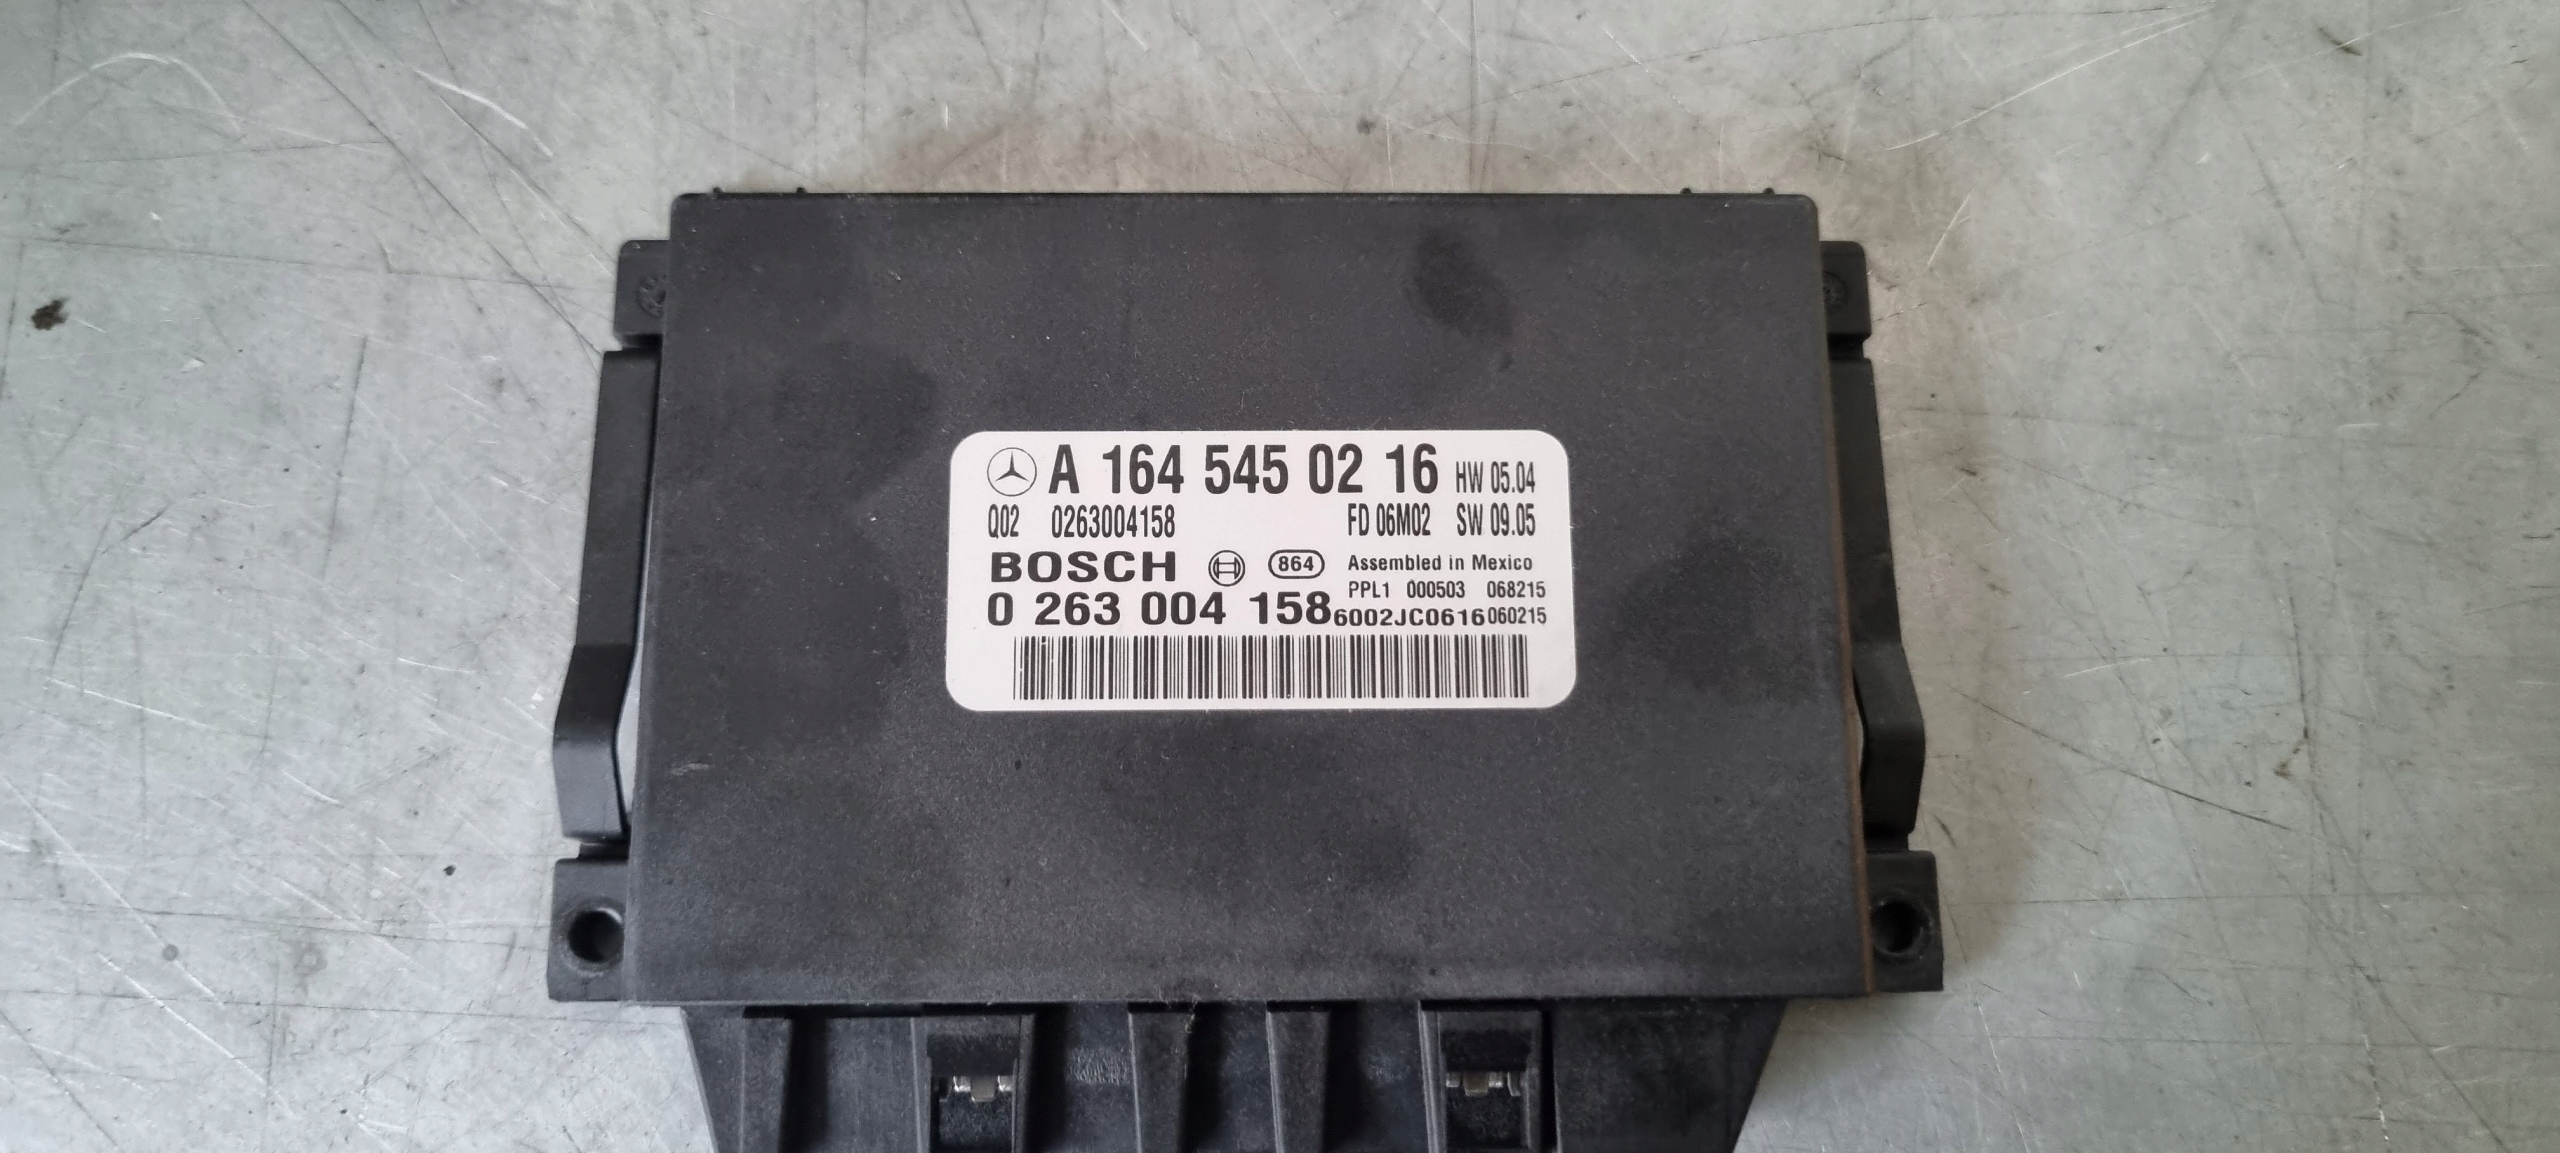 A 164 545 02 16 HW 05.04
Q02 0263004158 FD 06M02 SW 09.05
BOSCH 864 Assembled in Mexico
PPL1 000503 068215
0 263 004 158 6002JC0616 060215